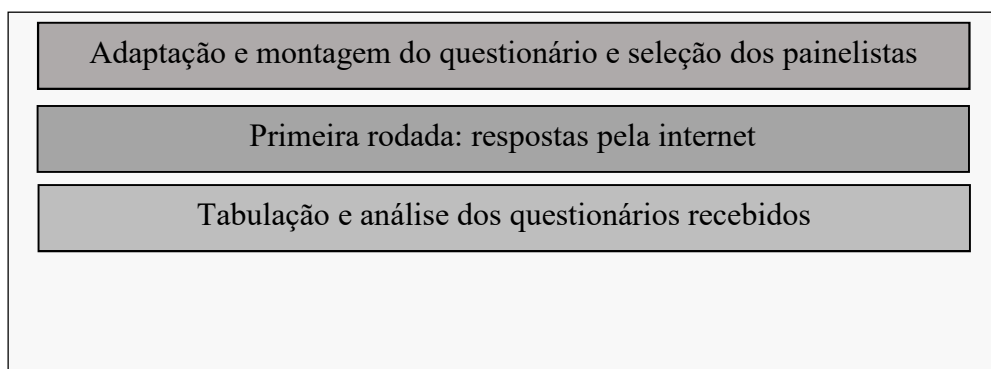 Adaptação e montagem do questionário e seleção dos painelistas
Primeira rodada: respostas pela internet
Tabulação e análise dos questionários recebidos